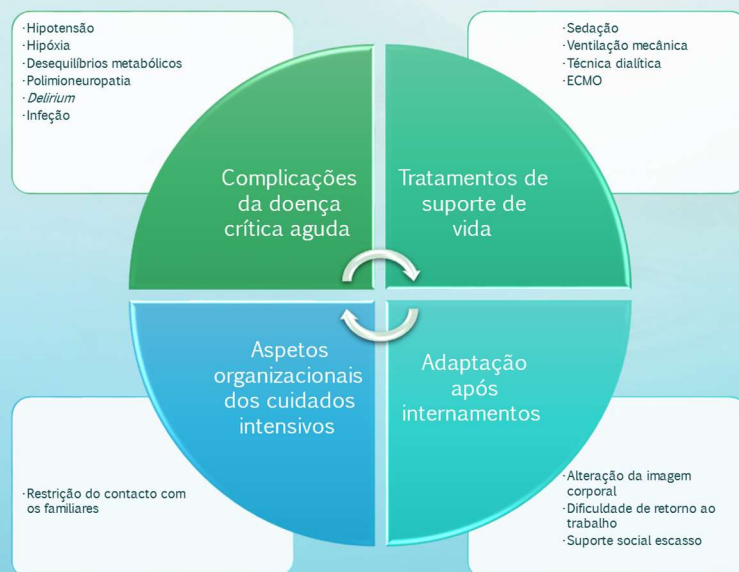 ·Hipotensão
·Hipóxia
·Desequilíbrios metabólicos
·Polimioneuropatia
·Delirium
·Infeção
·Sedação
·Ventilação mecânica
·Técnica dialítica
·ECMO
Complicações
da doença
crítica aguda
Tratamentos de
suporte de
vida
Aspetos
organizacionais
dos cuidados
intensivos
Adaptação
após
internamentos
·Restrição do contacto com
os familiares
·Alteração da imagem
corporal
·Dificuldade de retorno ao
trabalho
·Suporte social escasso